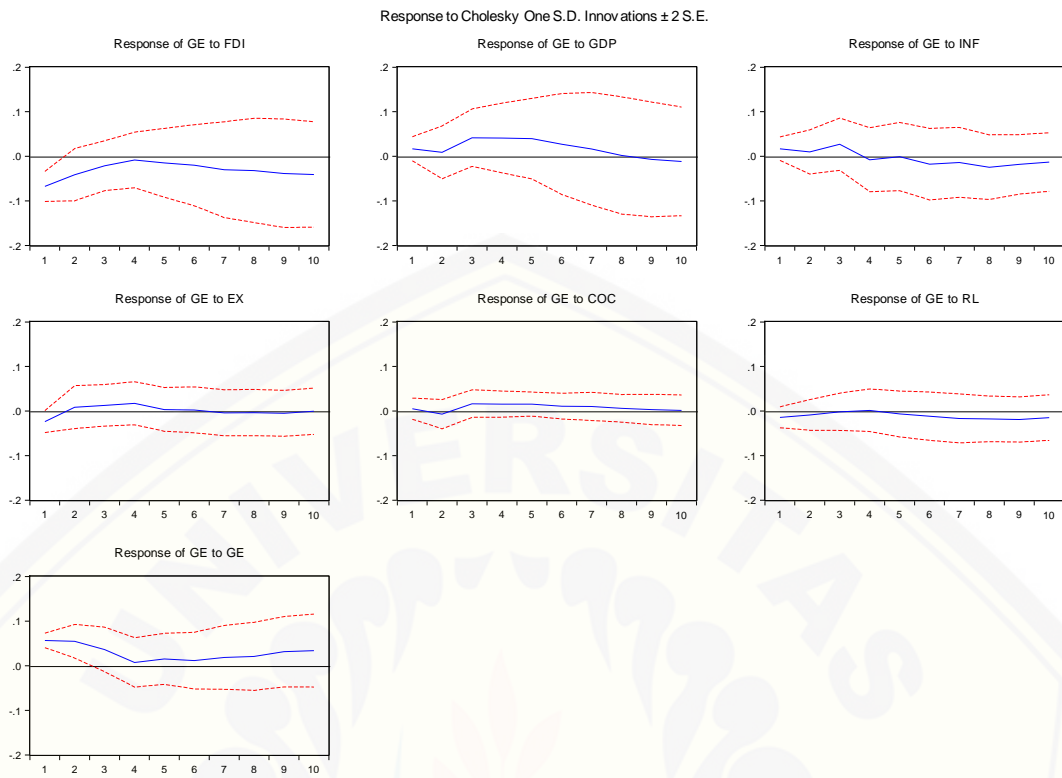 Response to Cholesky One S.D. Innovations ± 2 S.E.
Response of GE to FDI
.2
.1
.0
-.1
-.2
1 2 3 4 5 6 7 8 9 10
Response of GE to GDP
.2
.1
.0
-.1
-.2
1 2 3 4 5 6 7 8 9 10
Response of GE to INF
.2
.1
.0
-.1
-.2
1 2 3 4 5 6 7 8 9 10
Response of GE to EX
.2
.1
.0
-.1
-.2
1 2 3 4 5 6 7 8 9 10
Response of GE to COC
.2
.1
.0
-.1
-.2
1 2 3 4 5 6 7 8 9 10
Response of GE to RL
.2
.1
.0
-.1
-.2
1 2 3 4 5 6 7 8 9 10
Response of GE to GE
.2
.1
.0
-.1
-.2
1 2 3 4 5 6 7 8 9 10
UNIVERSITAS